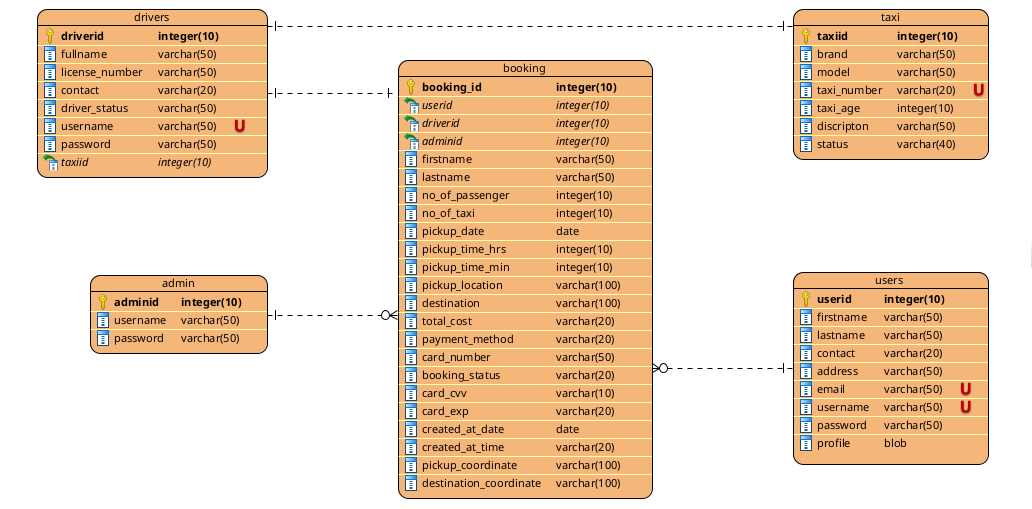 drivers
driverid integer(10)
fullname varchar(50)
license_number varchar(50)
contact varchar(20)
driver_status varchar(50)
username varchar(50) U
password varchar(50)
taxiid integer(10)
taxi
taxiid integer(10)
brand varchar(50)
model varchar(50)
taxi_number varchar(20) U
taxi_age integer(10)
discripton varchar(50)
status varchar(40)
booking
booking_id integer(10)
userid integer(10)
driverid integer(10)
adminid integer(10)
firstname varchar(50)
lastname varchar(50)
no_of_passenger integer(10)
no_of_taxi integer(10)
pickup_date date
pickup_time_hrs integer(10)
pickup_time_min integer(10)
pickup_location varchar(100)
destination varchar(100)
total_cost varchar(20)
payment_method varchar(20)
card_number varchar(50)
booking_status varchar(20)
card_cvv varchar(10)
card_exp varchar(20)
created_at_date date
created_at_time varchar(20)
pickup_coordinate varchar(100)
destination_coordinate varchar(100)
admin
adminid integer(10)
username varchar(50)
password varchar(50)
users
userid integer(10)
firstname varchar(50)
lastname varchar(50)
contact varchar(20)
address varchar(50)
email varchar(50) U
username varchar(50) U
password varchar(50)
profile blob